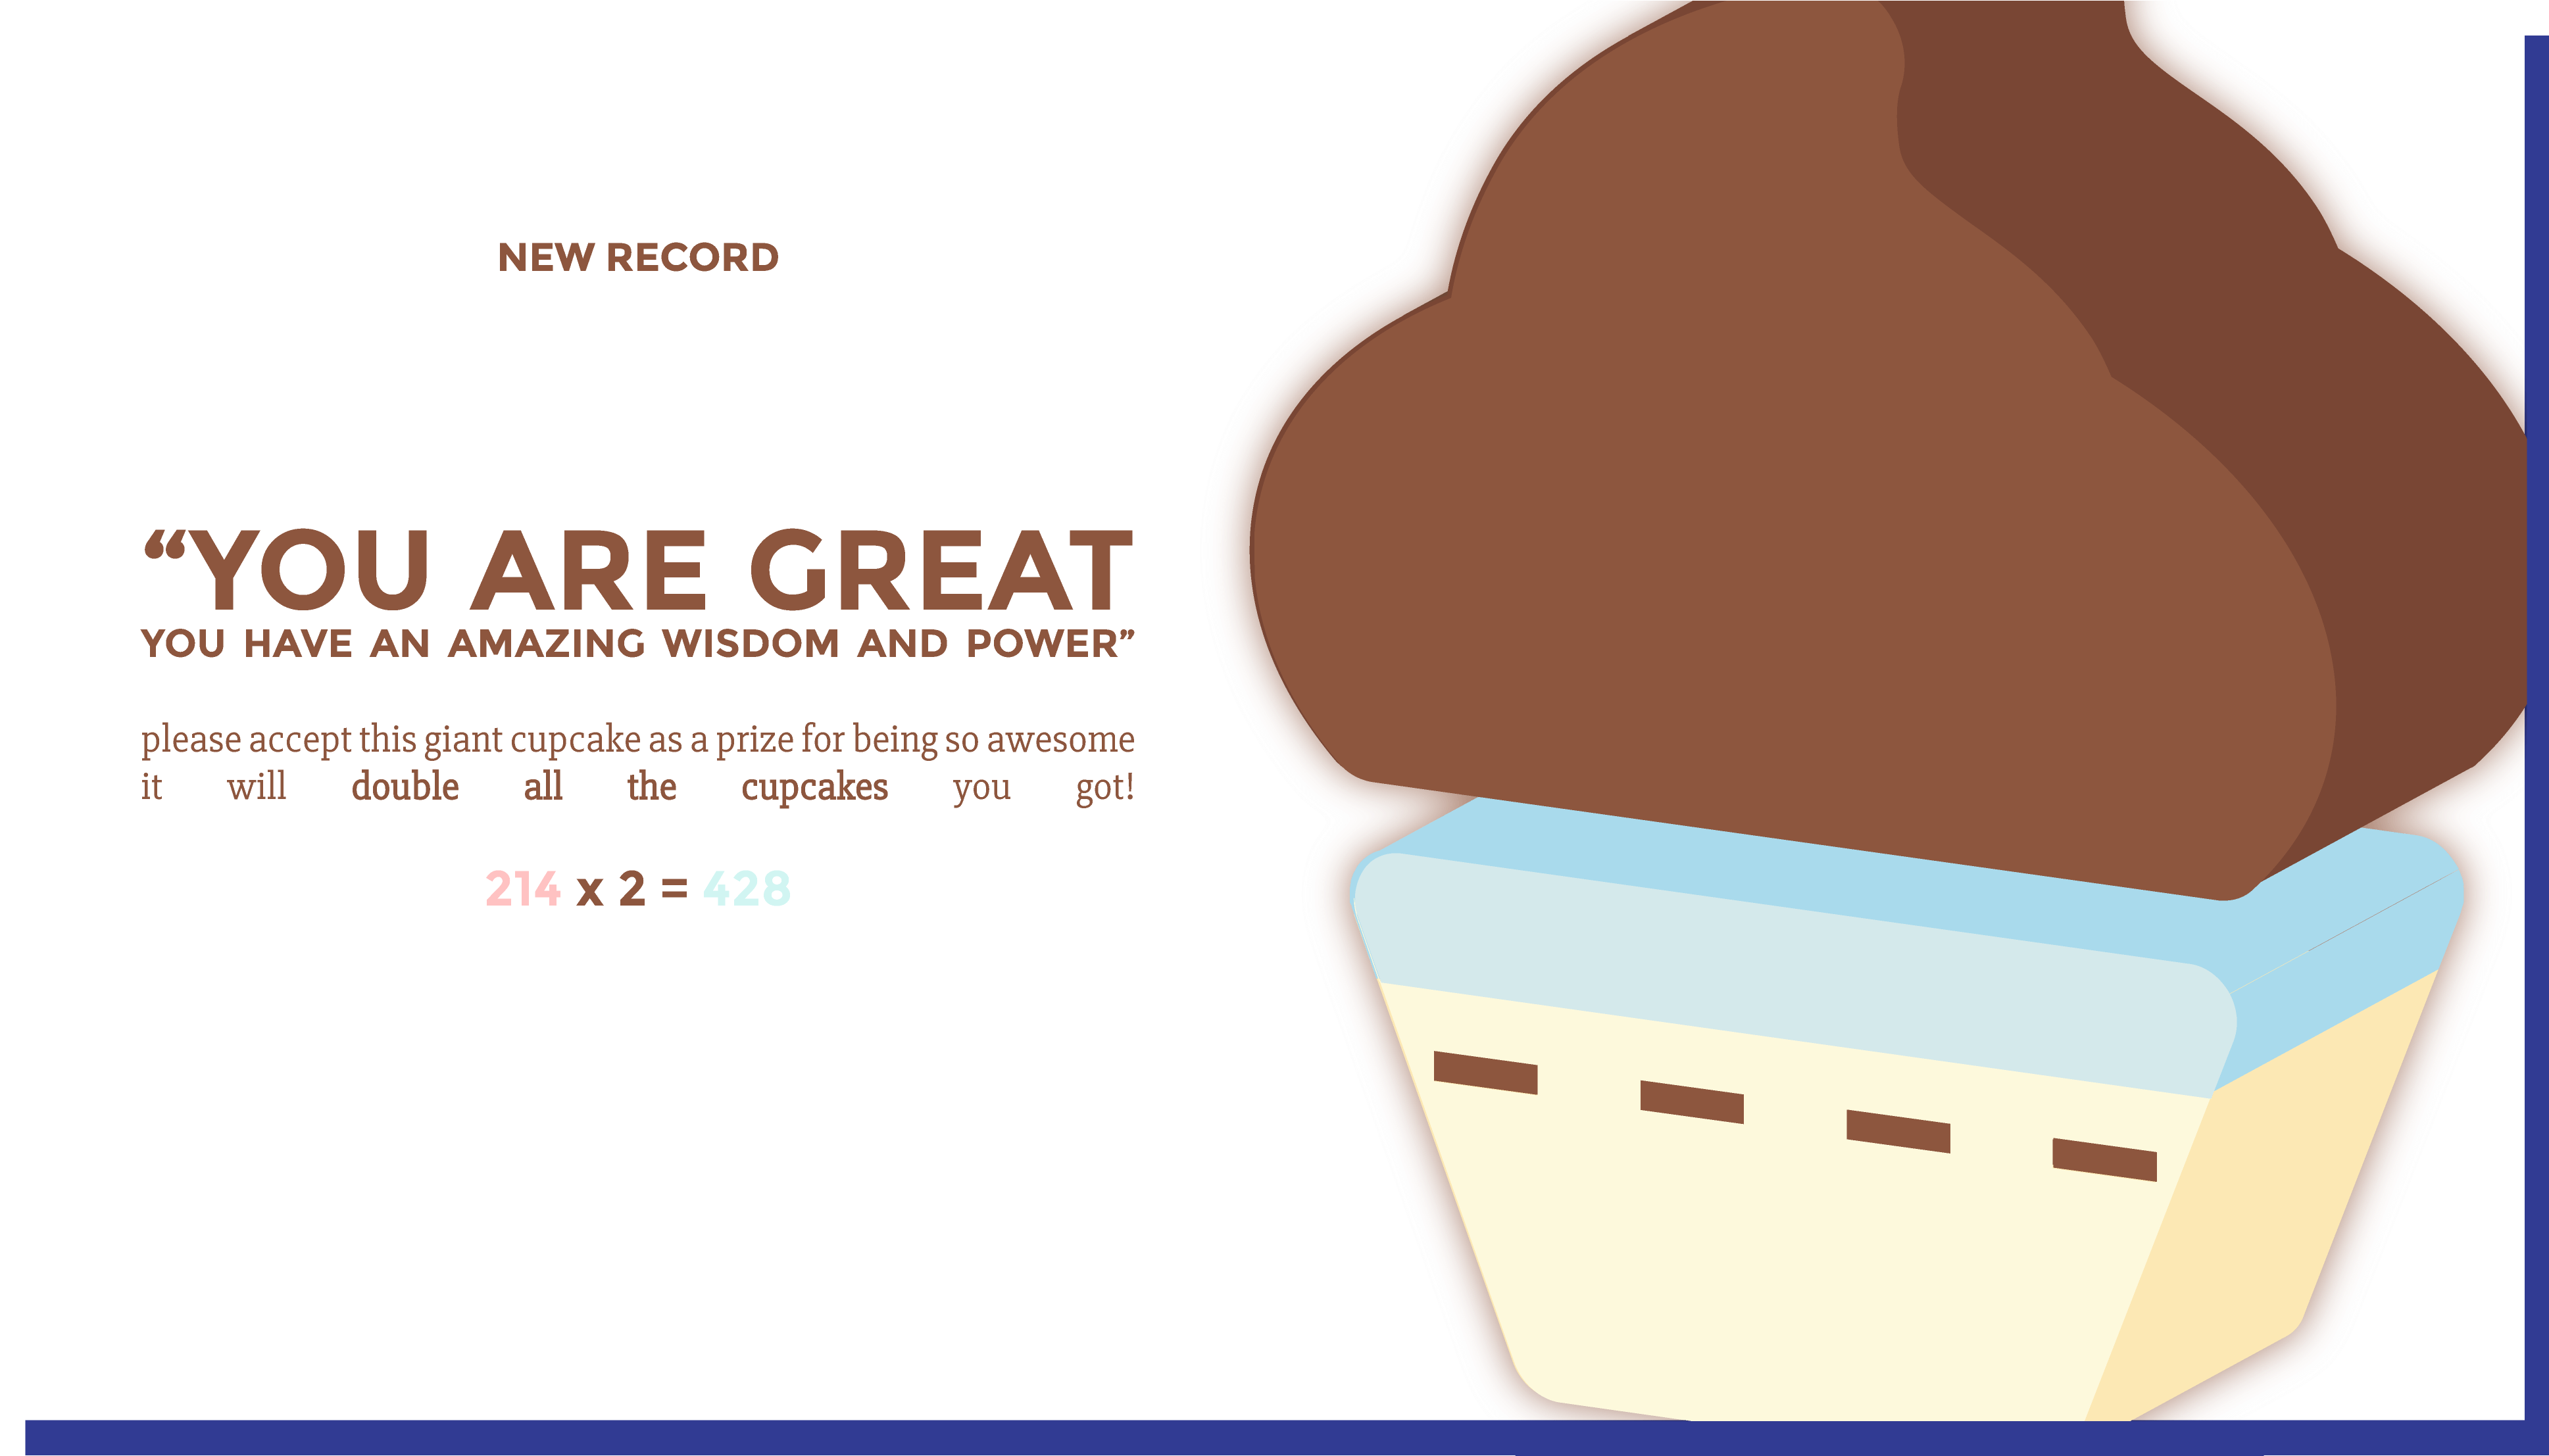 NEW RECORD
“YOU ARE GREAT
YOU HAVE AN AMAZING WISDOM AND POWER”
please accept this giant cupcake as a prize for being so awesome
it will double all the cupcakes you got!
214 x 2 = 428